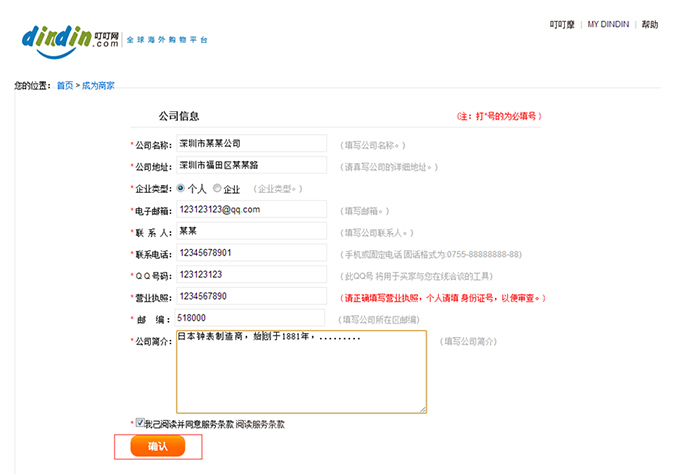 dindin 叮叮网 .com 全球海外购物平台
叮叮摩 | MY DINDIN | 帮助
您的位置： 首页 > 成为商家
公司信息 (注：打*号的为必填号)
*公司名称： 深圳市某某公司 (填写公司名称。)
*公司地址： 深圳市福田区某某路 (请真写公司的详细地址。)
*企业类型： 个人 企业 (企业类型。)
*电子邮箱： 123123123@qq.com (填写邮箱。)
*联 系 人： 某某 (填写公司联系人。)
*联系电话： 12345678901 (手机或固定电话 固话格式为:0755-88888888-88)
*Q Q 号码： 123123123 (此QQ号 将用于买家与您在线洽谈的工具)
*营业执照： 1234567890 (请正确填写营业执照，个人请填 身份证号，以便审查。)
* 邮 编： 518000 (填写公司所在区邮编)
*公司简介： 日本钟表制造商，始创于1881年，......... (填写公司简介)
* 我己阅读并同意服务条款 阅读服务条款
确认